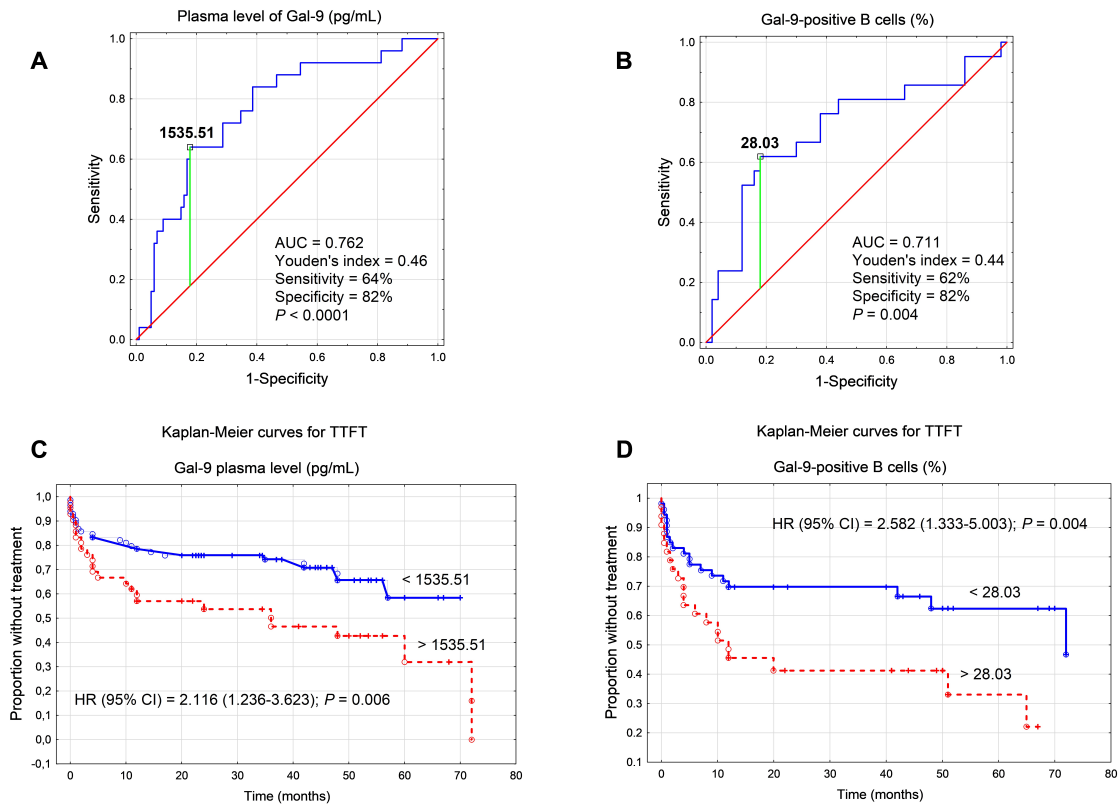 A
Plasma level of Gal-9 (pg/mL)
1.0
0.8
0.6
0.4
0.2
0.0
Sensitivity
1535.51
AUC = 0.762
Youden's index = 0.46
Sensitivity = 64%
Specificity = 82%
P < 0.0001
0.0 0.2 0.4 0.6 0.8 1.0
1-Specificity
B
Gal-9-positive B cells (%)
1.0
0.8
0.6
0.4
0.2
0.0
Sensitivity
28.03
AUC = 0.711
Youden's index = 0.44
Sensitivity = 62%
Specificity = 82%
P = 0.004
0.0 0.2 0.4 0.6 0.8 1.0
1-Specificity
C
Kaplan-Meier curves for TTFT
Gal-9 plasma level (pg/mL)
1,0
0,9
0,8
0,7
0,6
0,5
0,4
0,3
0,2
0,1
0,0
-0,1
Proportion without treatment
< 1535.51
> 1535.51
HR (95% CI) = 2.116 (1.236-3.623); P = 0.006
0 10 20 30 40 50 60 70 80
Time (months)
D
Kaplan-Meier curves for TTFT
Gal-9-positive B cells (%)
1.0
0.9
0.8
0.7
0.6
0.5
0.4
0.3
0.2
0.1
Proportion without treatment
HR (95% CI) = 2.582 (1.333-5.003); P = 0.004
< 28.03
> 28.03
0 10 20 30 40 50 60 70 80
Time (months)